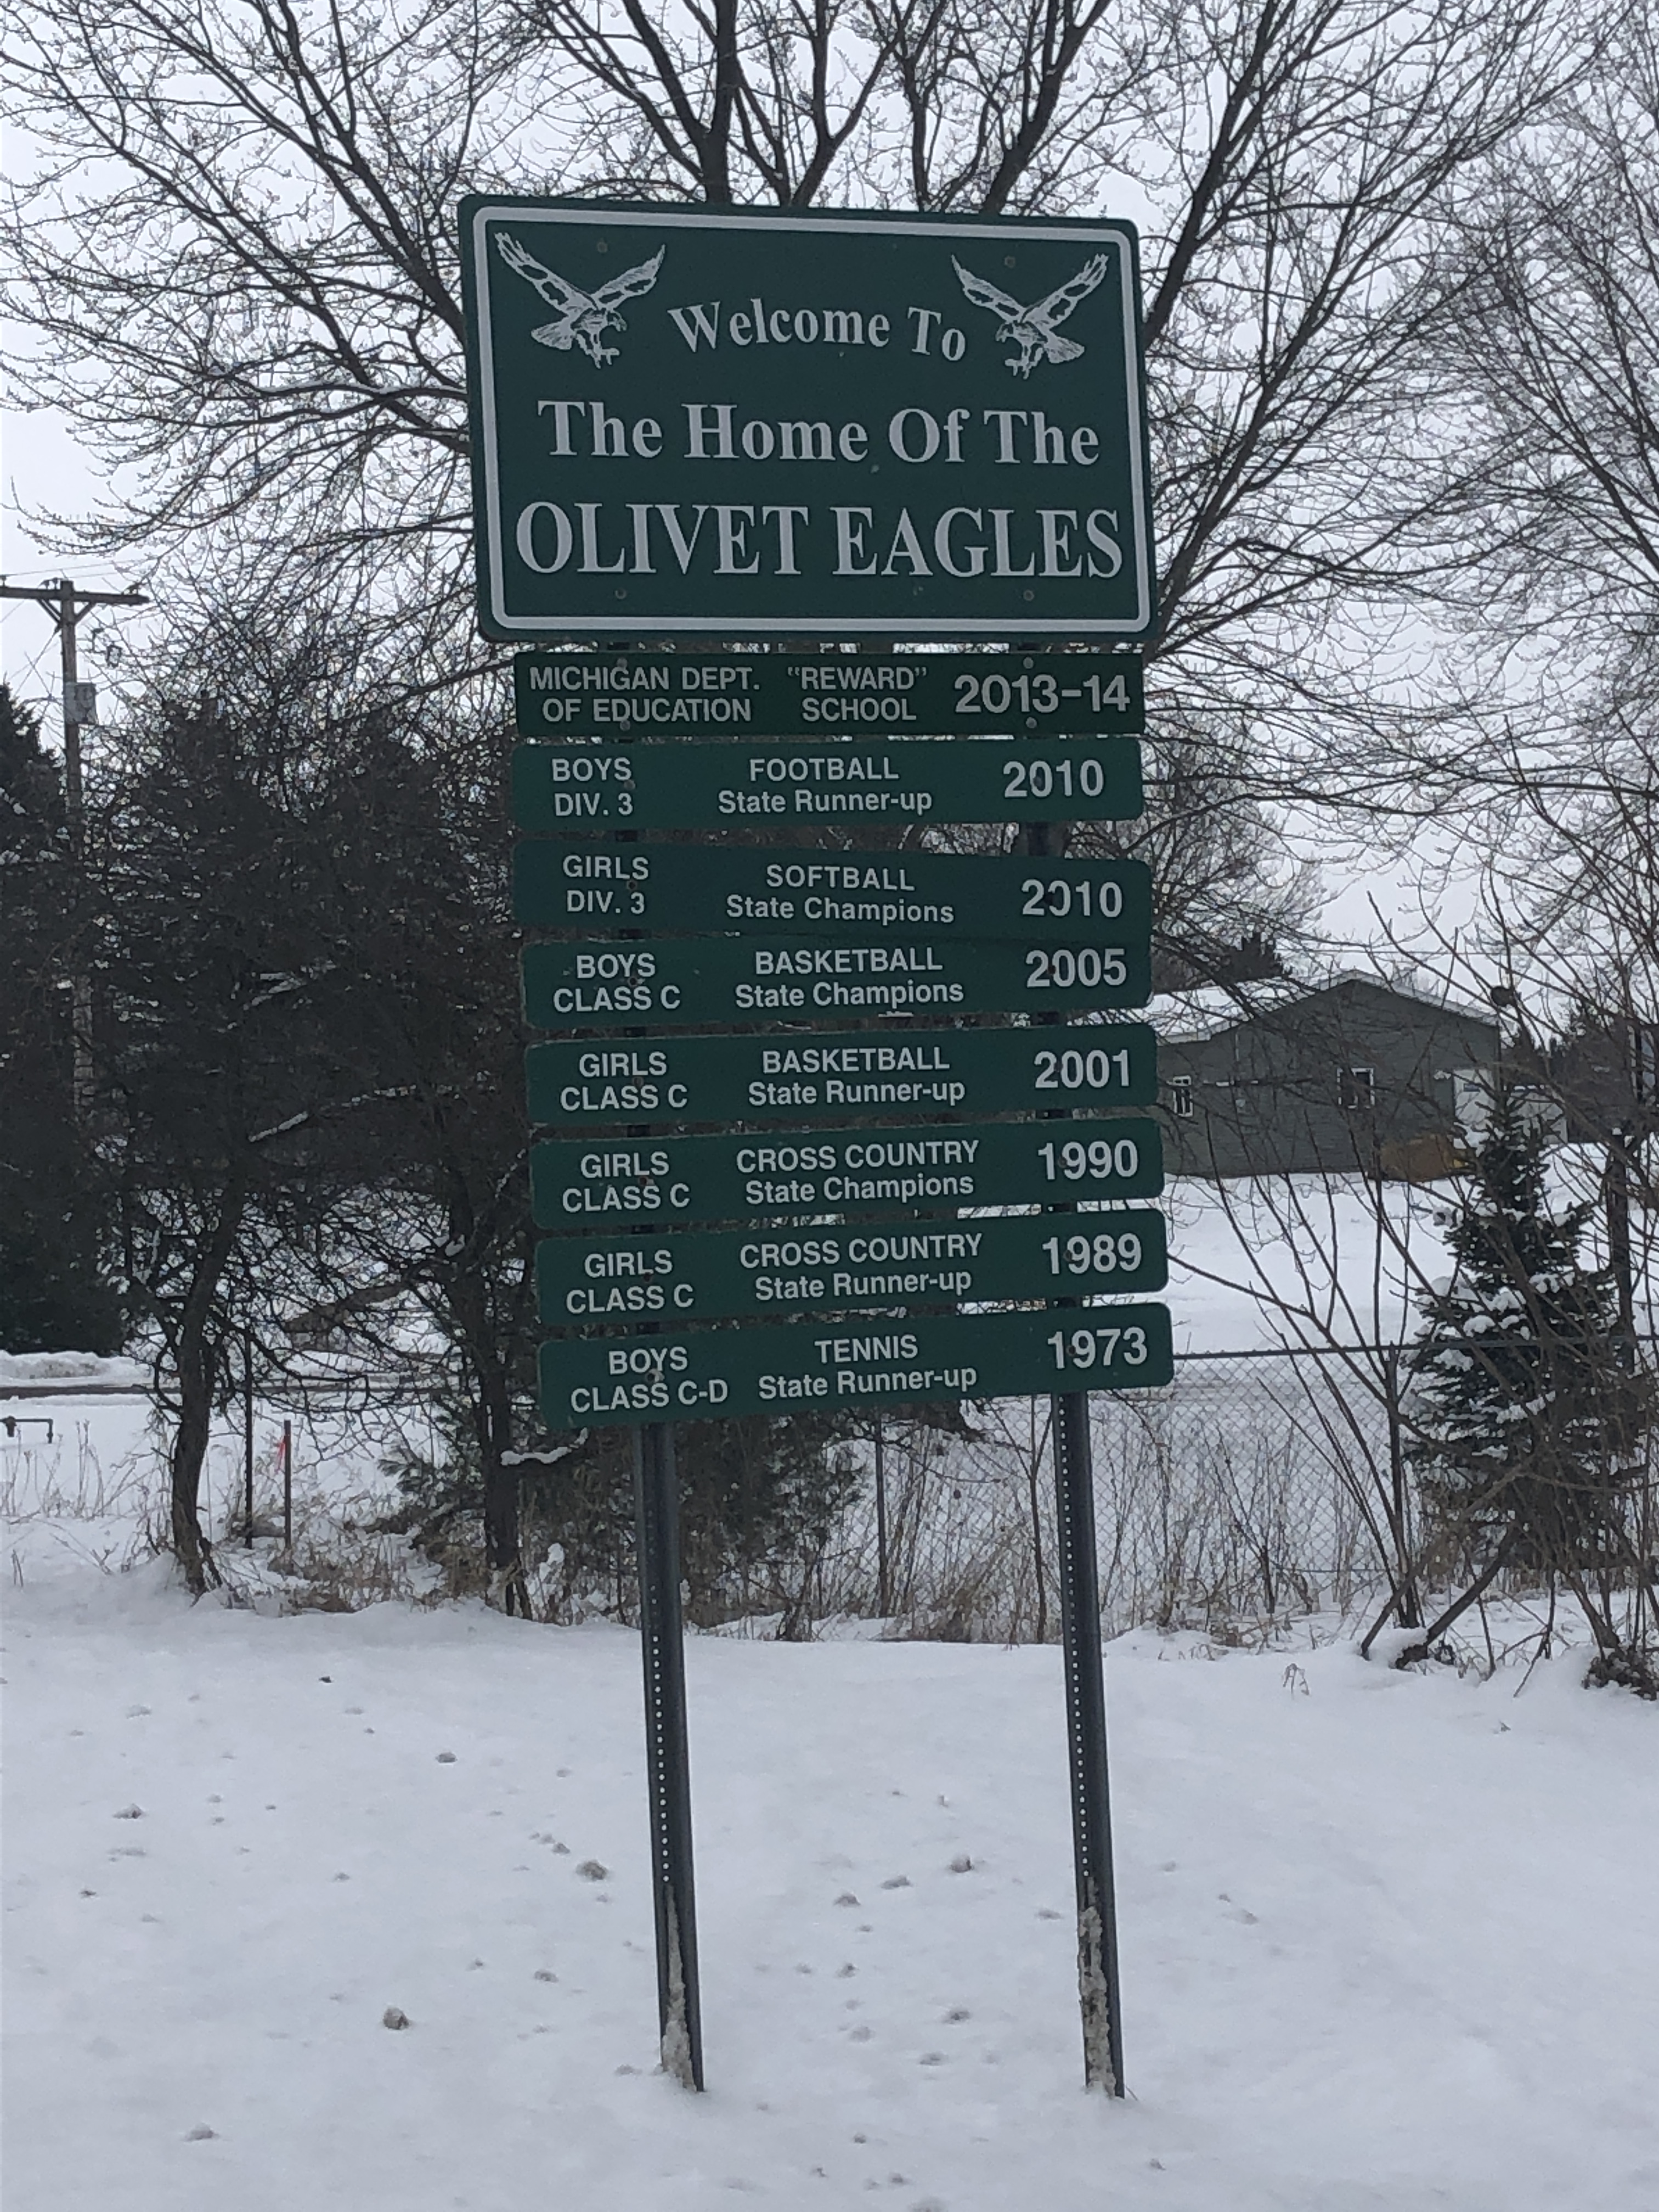 Welcome To
The Home Of The
OLIVET EAGLES
MICHIGAN DEPT. "REWARD" 2013-14
OF EDUCATION SCHOOL
BOYS FOOTBALL 2010
DIV. 3 State Runner-up
GIRLS SOFTBALL 2010
DIV. 3 State Champions
BOYS BASKETBALL 2005
CLASS C State Champions
GIRLS BASKETBALL 2001
CLASS C State Runner-up
GIRLS CROSS COUNTRY 1990
CLASS C State Champions
GIRLS CROSS COUNTRY 1989
CLASS C State Runner-up
BOYS TENNIS 1973
CLASS C-D State Runner-up